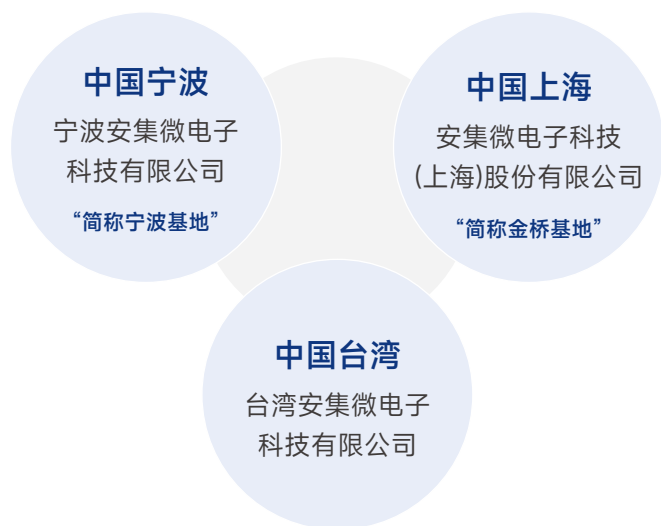 中国宁波
宁波安集微电子
科技有限公司
“简称宁波基地”
中国上海
安集微电子科技
(上海)股份有限公司
“简称金桥基地”
中国台湾
台湾安集微电子
科技有限公司